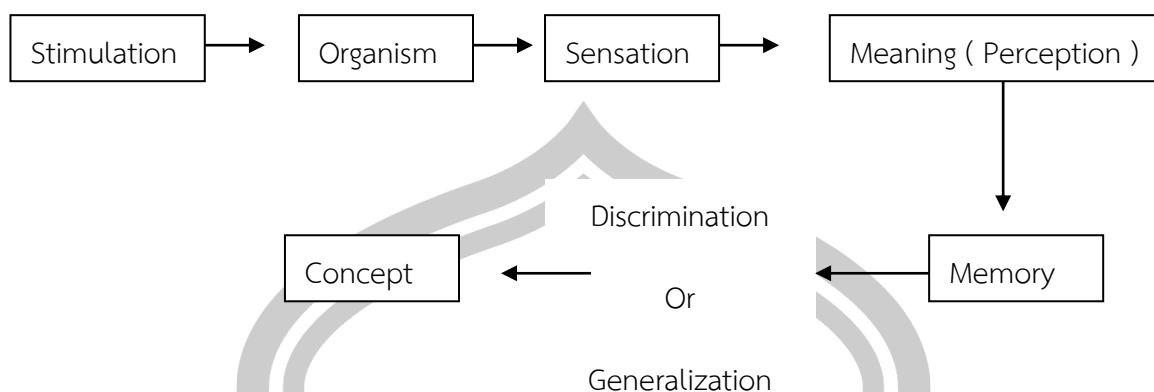 Stimulation
Organism
Sensation
Meaning ( Perception )
Discrimination
Concept
Memory
Or
Generalization